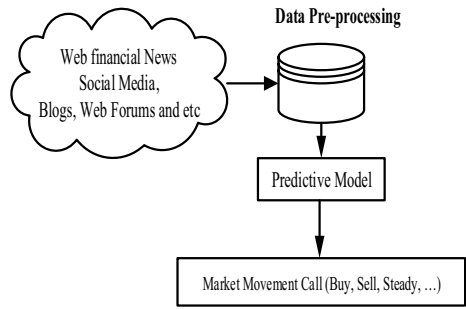 Data Pre-processing
Web financial News
Social Media,
Blogs, Web Forums and etc
Predictive Model
Market Movement Call (Buy, Sell, Steady, ...)